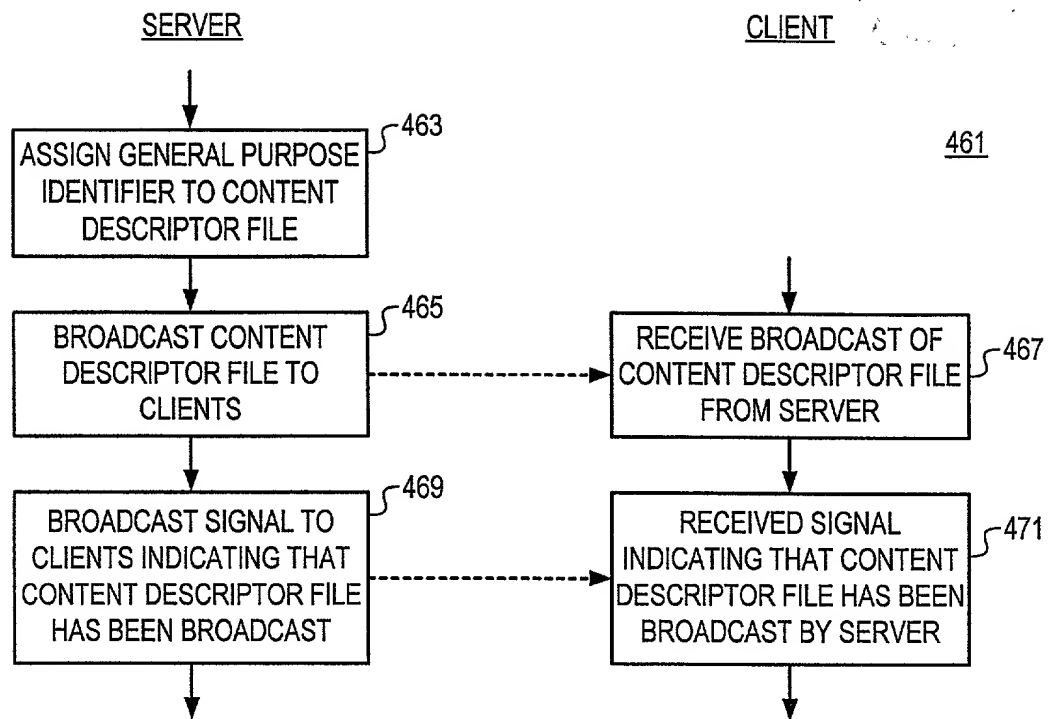 SERVER
CLIENT
463
461
ASSIGN GENERAL PURPOSE
IDENTIFIER TO CONTENT
DESCRIPTOR FILE
465
BROADCAST CONTENT
DESCRIPTOR FILE TO
CLIENTS
467
RECEIVE BROADCAST OF
CONTENT DESCRIPTOR FILE
FROM SERVER
469
BROADCAST SIGNAL TO
CLIENTS INDICATING THAT
CONTENT DESCRIPTOR FILE
HAS BEEN BROADCAST
471
RECEIVED SIGNAL
INDICATING THAT CONTENT
DESCRIPTOR FILE HAS BEEN
BROADCAST BY SERVER